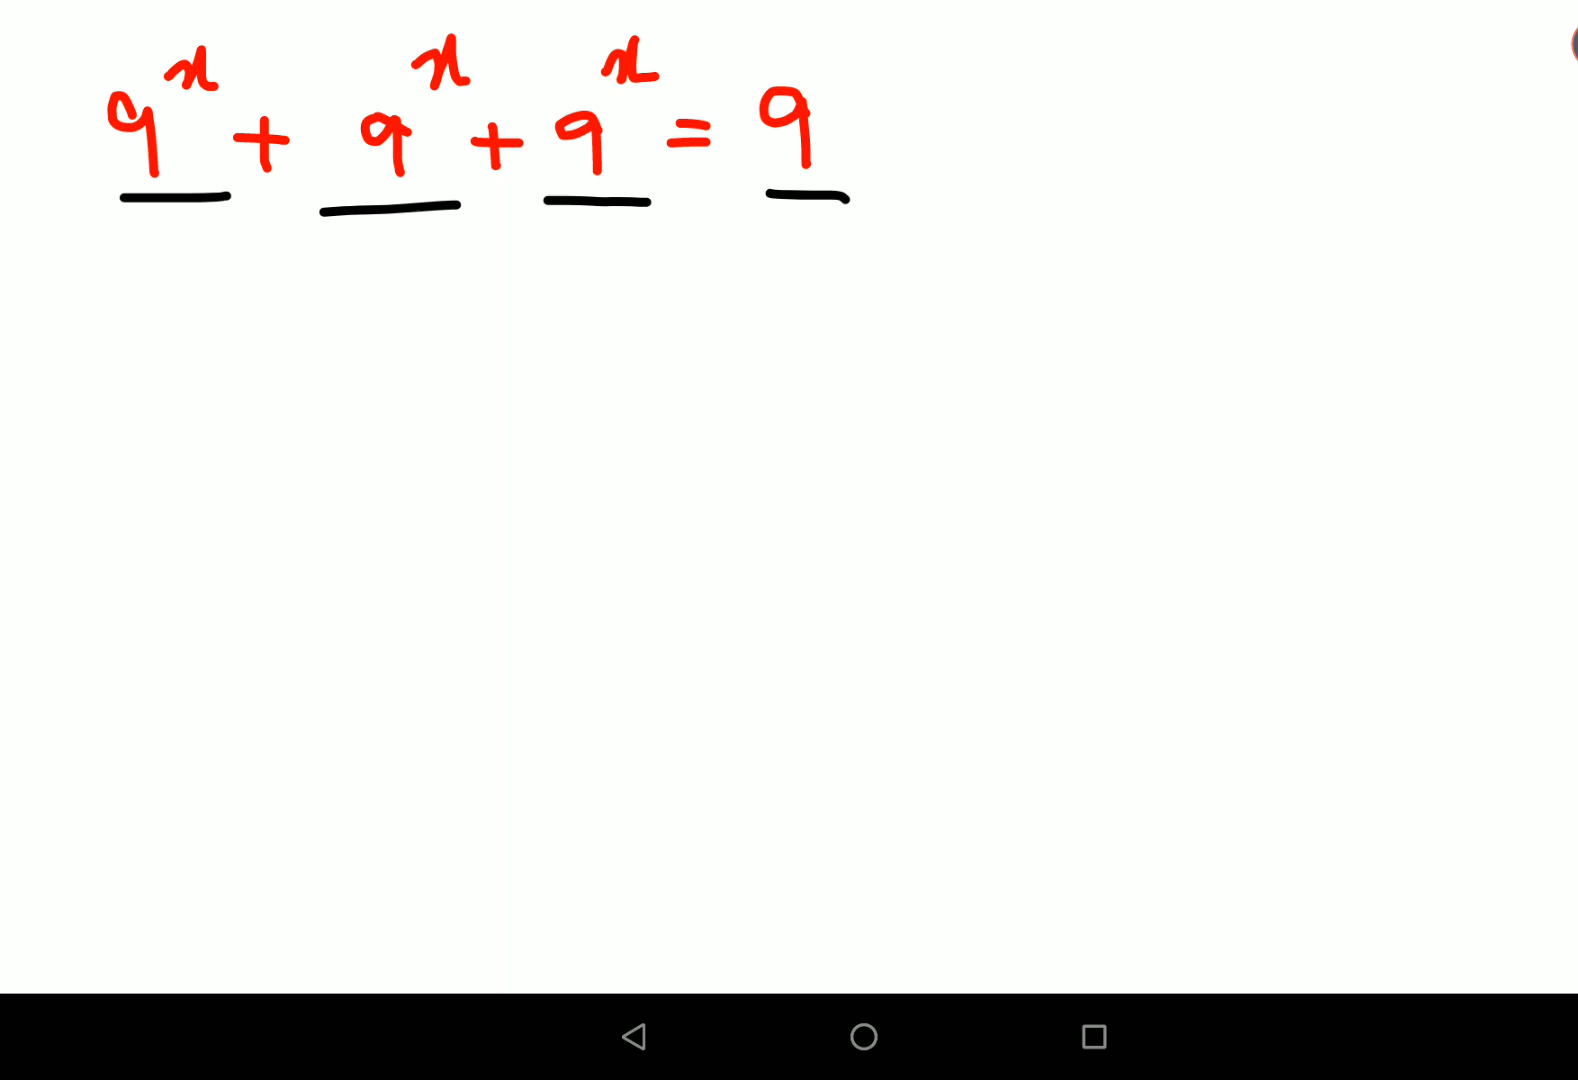 9^x + 9^x + 9^x = 9